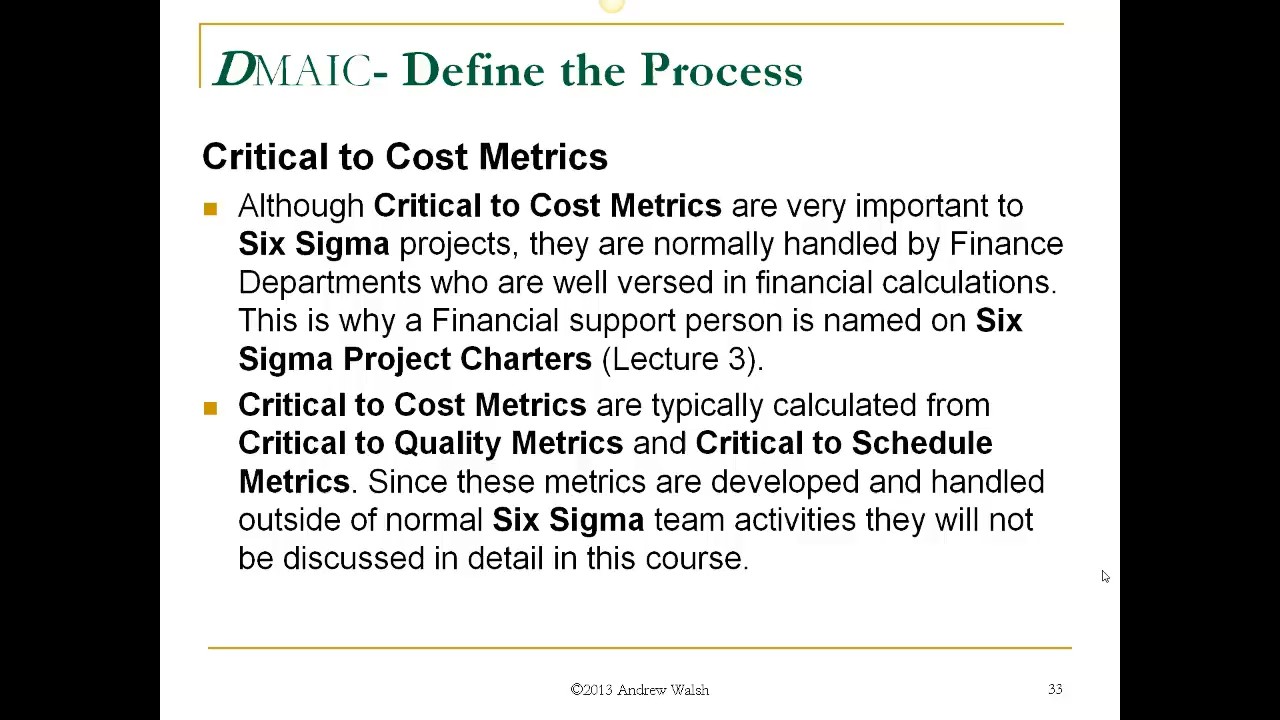 DMAIC- Define the Process
Critical to Cost Metrics
Although Critical to Cost Metrics are very important to
Six Sigma projects, they are normally handled by Finance
Departments who are well versed in financial calculations.
This is why a Financial support person is named on Six
Sigma Project Charters (Lecture 3).
Critical to Cost Metrics are typically calculated from
Critical to Quality Metrics and Critical to Schedule
Metrics. Since these metrics are developed and handled
outside of normal Six Sigma team activities they will not
be discussed in detail in this course.
©2013 Andrew Walsh
33